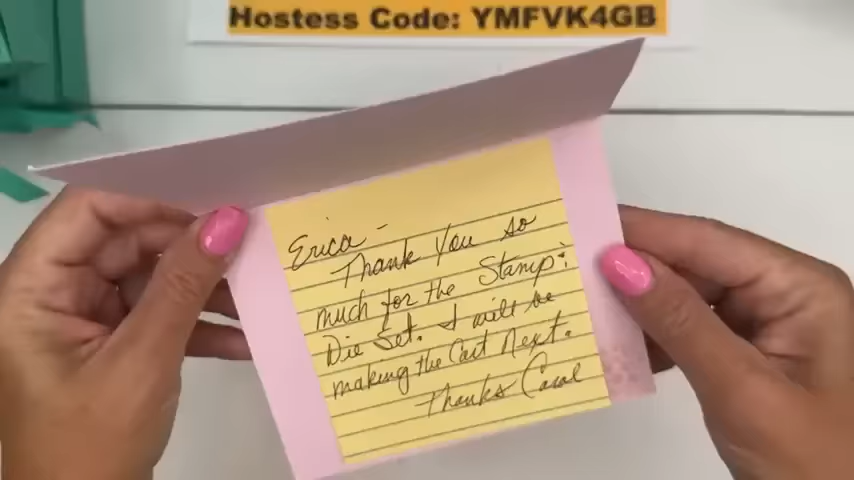 Hostess Code: YMFVK4GB
Erica -
Thank you so
much for the Stamp &
Die Set. I will be
making the Cart Next.
Thanks Carol